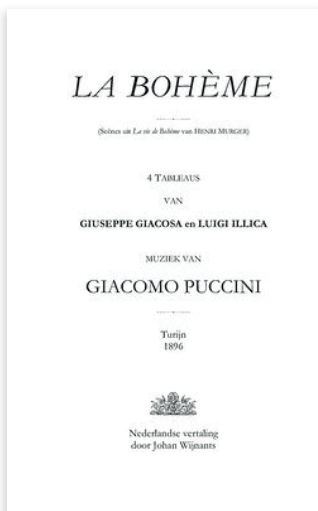 LA BOHÈME
(Scènes uit La vie de Bohème van HENRI MURGER)
4 TABLEAUS
VAN
GIUSEPPE GIACOSA en LUIGI ILLICA
MUZIEK VAN
GIACOMO PUCCINI
Turijn
1896
Nederlandse vertaling
door Johan Wijnants